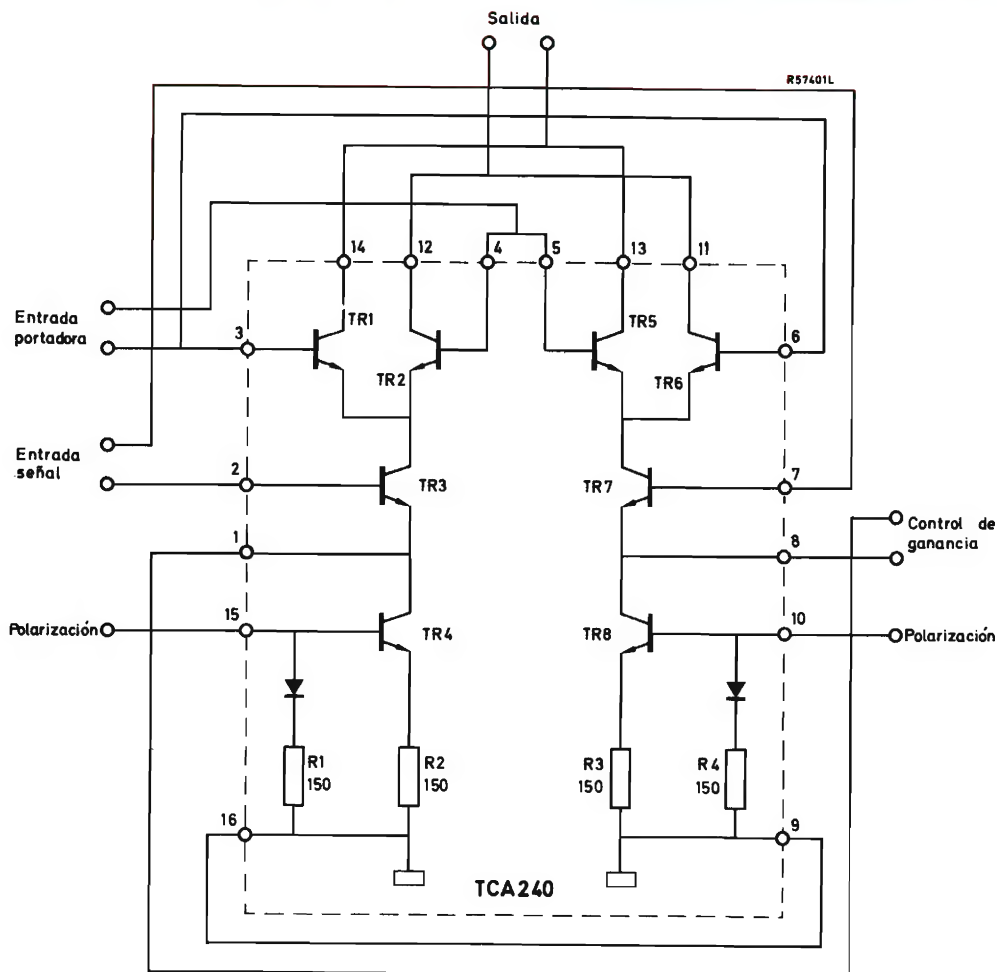 Salida
R57401L
14
12
4
5
13
11
Entrada
portadora
3
TR1
TR2
TR5
TR6
6
Entrada
señal
2
TR3
TR7
7
1
8
Control de
ganancia
Polarización
15
TR4
TR8
10
Polarización
R1
150
R2
150
R3
150
R4
150
16
9
TCA240